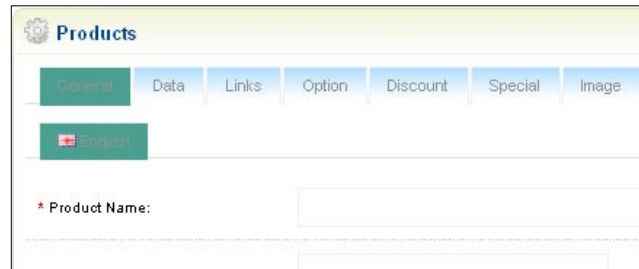 Products
General Data Links Option Discount Special Image
English
* Product Name: